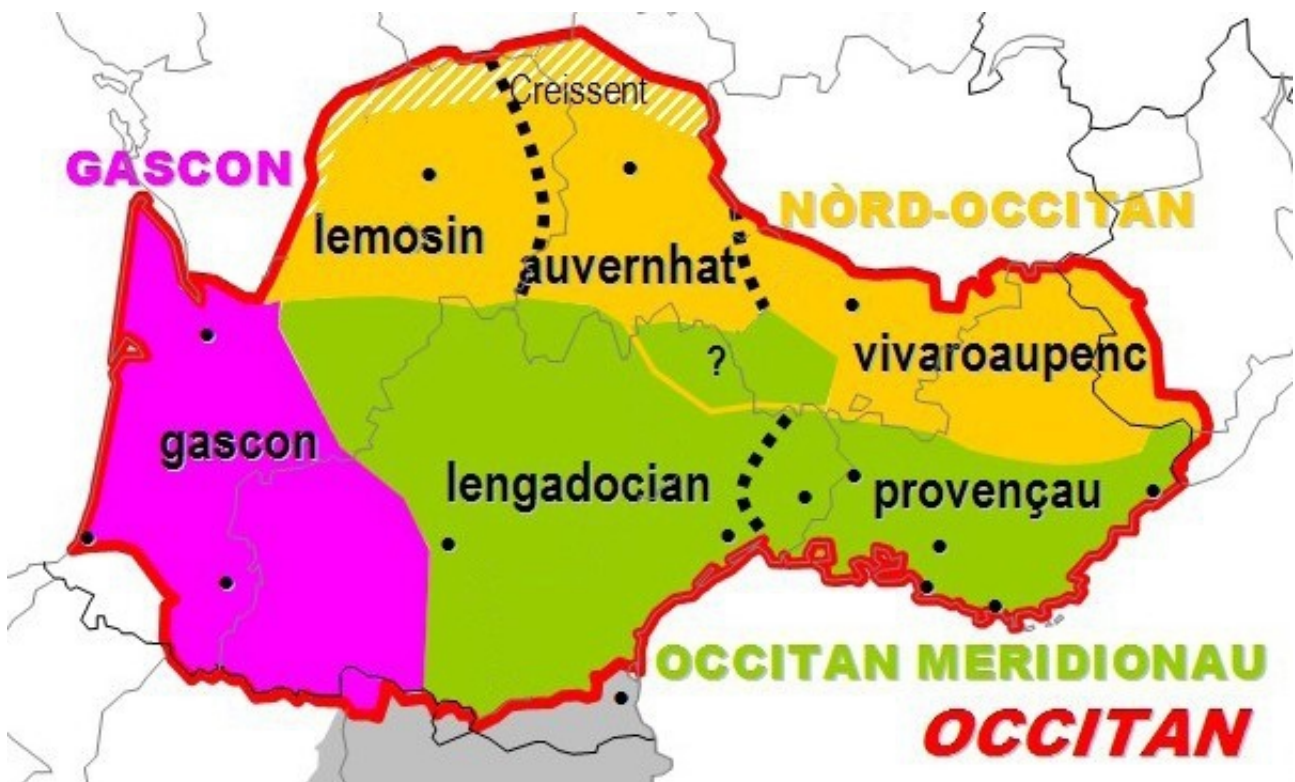 Creissent
GASCON
NÒRD-OCCITAN
lemosin
auvernhat
vivaroaupenc
?
gascon
lengadocian
provençau
OCCITAN MERIDIONAU
OCCITAN